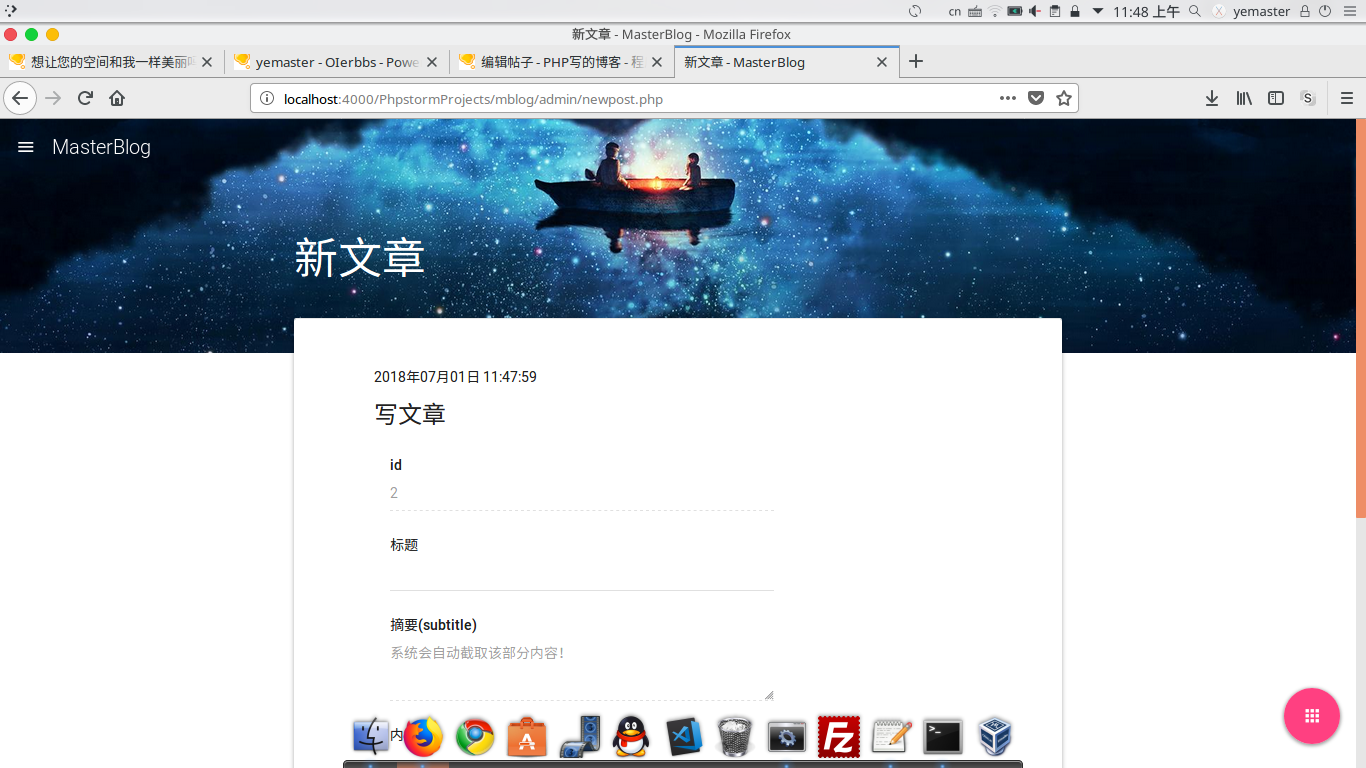 cn
11:48 上午
yemaster
新文章 - MasterBlog - Mozilla Firefox
想让您的空间和我一样美丽
yemaster - OIerbbs - Powe
编辑帖子 - PHP写的博客 - 程
新文章 - MasterBlog
localhost:4000/PhpstormProjects/mblog/admin/newpost.php
S
MasterBlog
新文章
2018年07月01日 11:47:59
写文章
id
2
标题
摘要(subtitle)
系统会自动截取该部分内容!
内